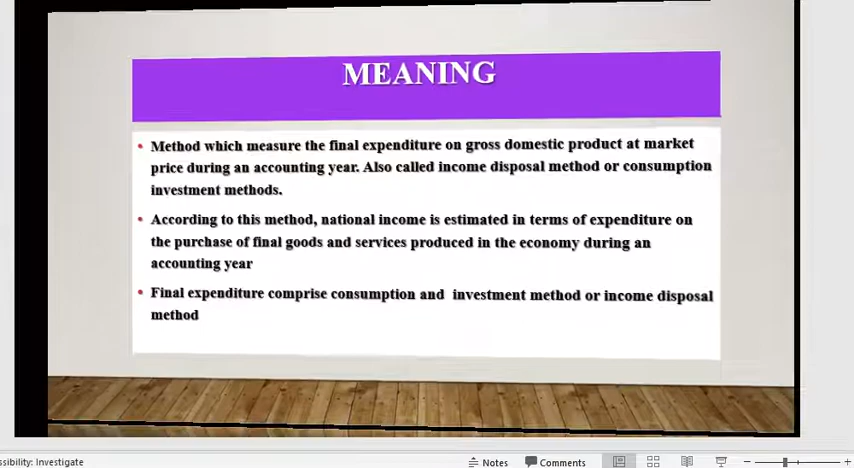 MEANING
• Method which measure the final expenditure on gross domestic product at market
price during an accounting year. Also called income disposal method or consumption
investment methods.
• According to this method, national income is estimated in terms of expenditure on
the purchase of final goods and services produced in the economy during an
accounting year
• Final expenditure comprise consumption and investment method or income disposal
method
ssibility: Investigate Notes Comments